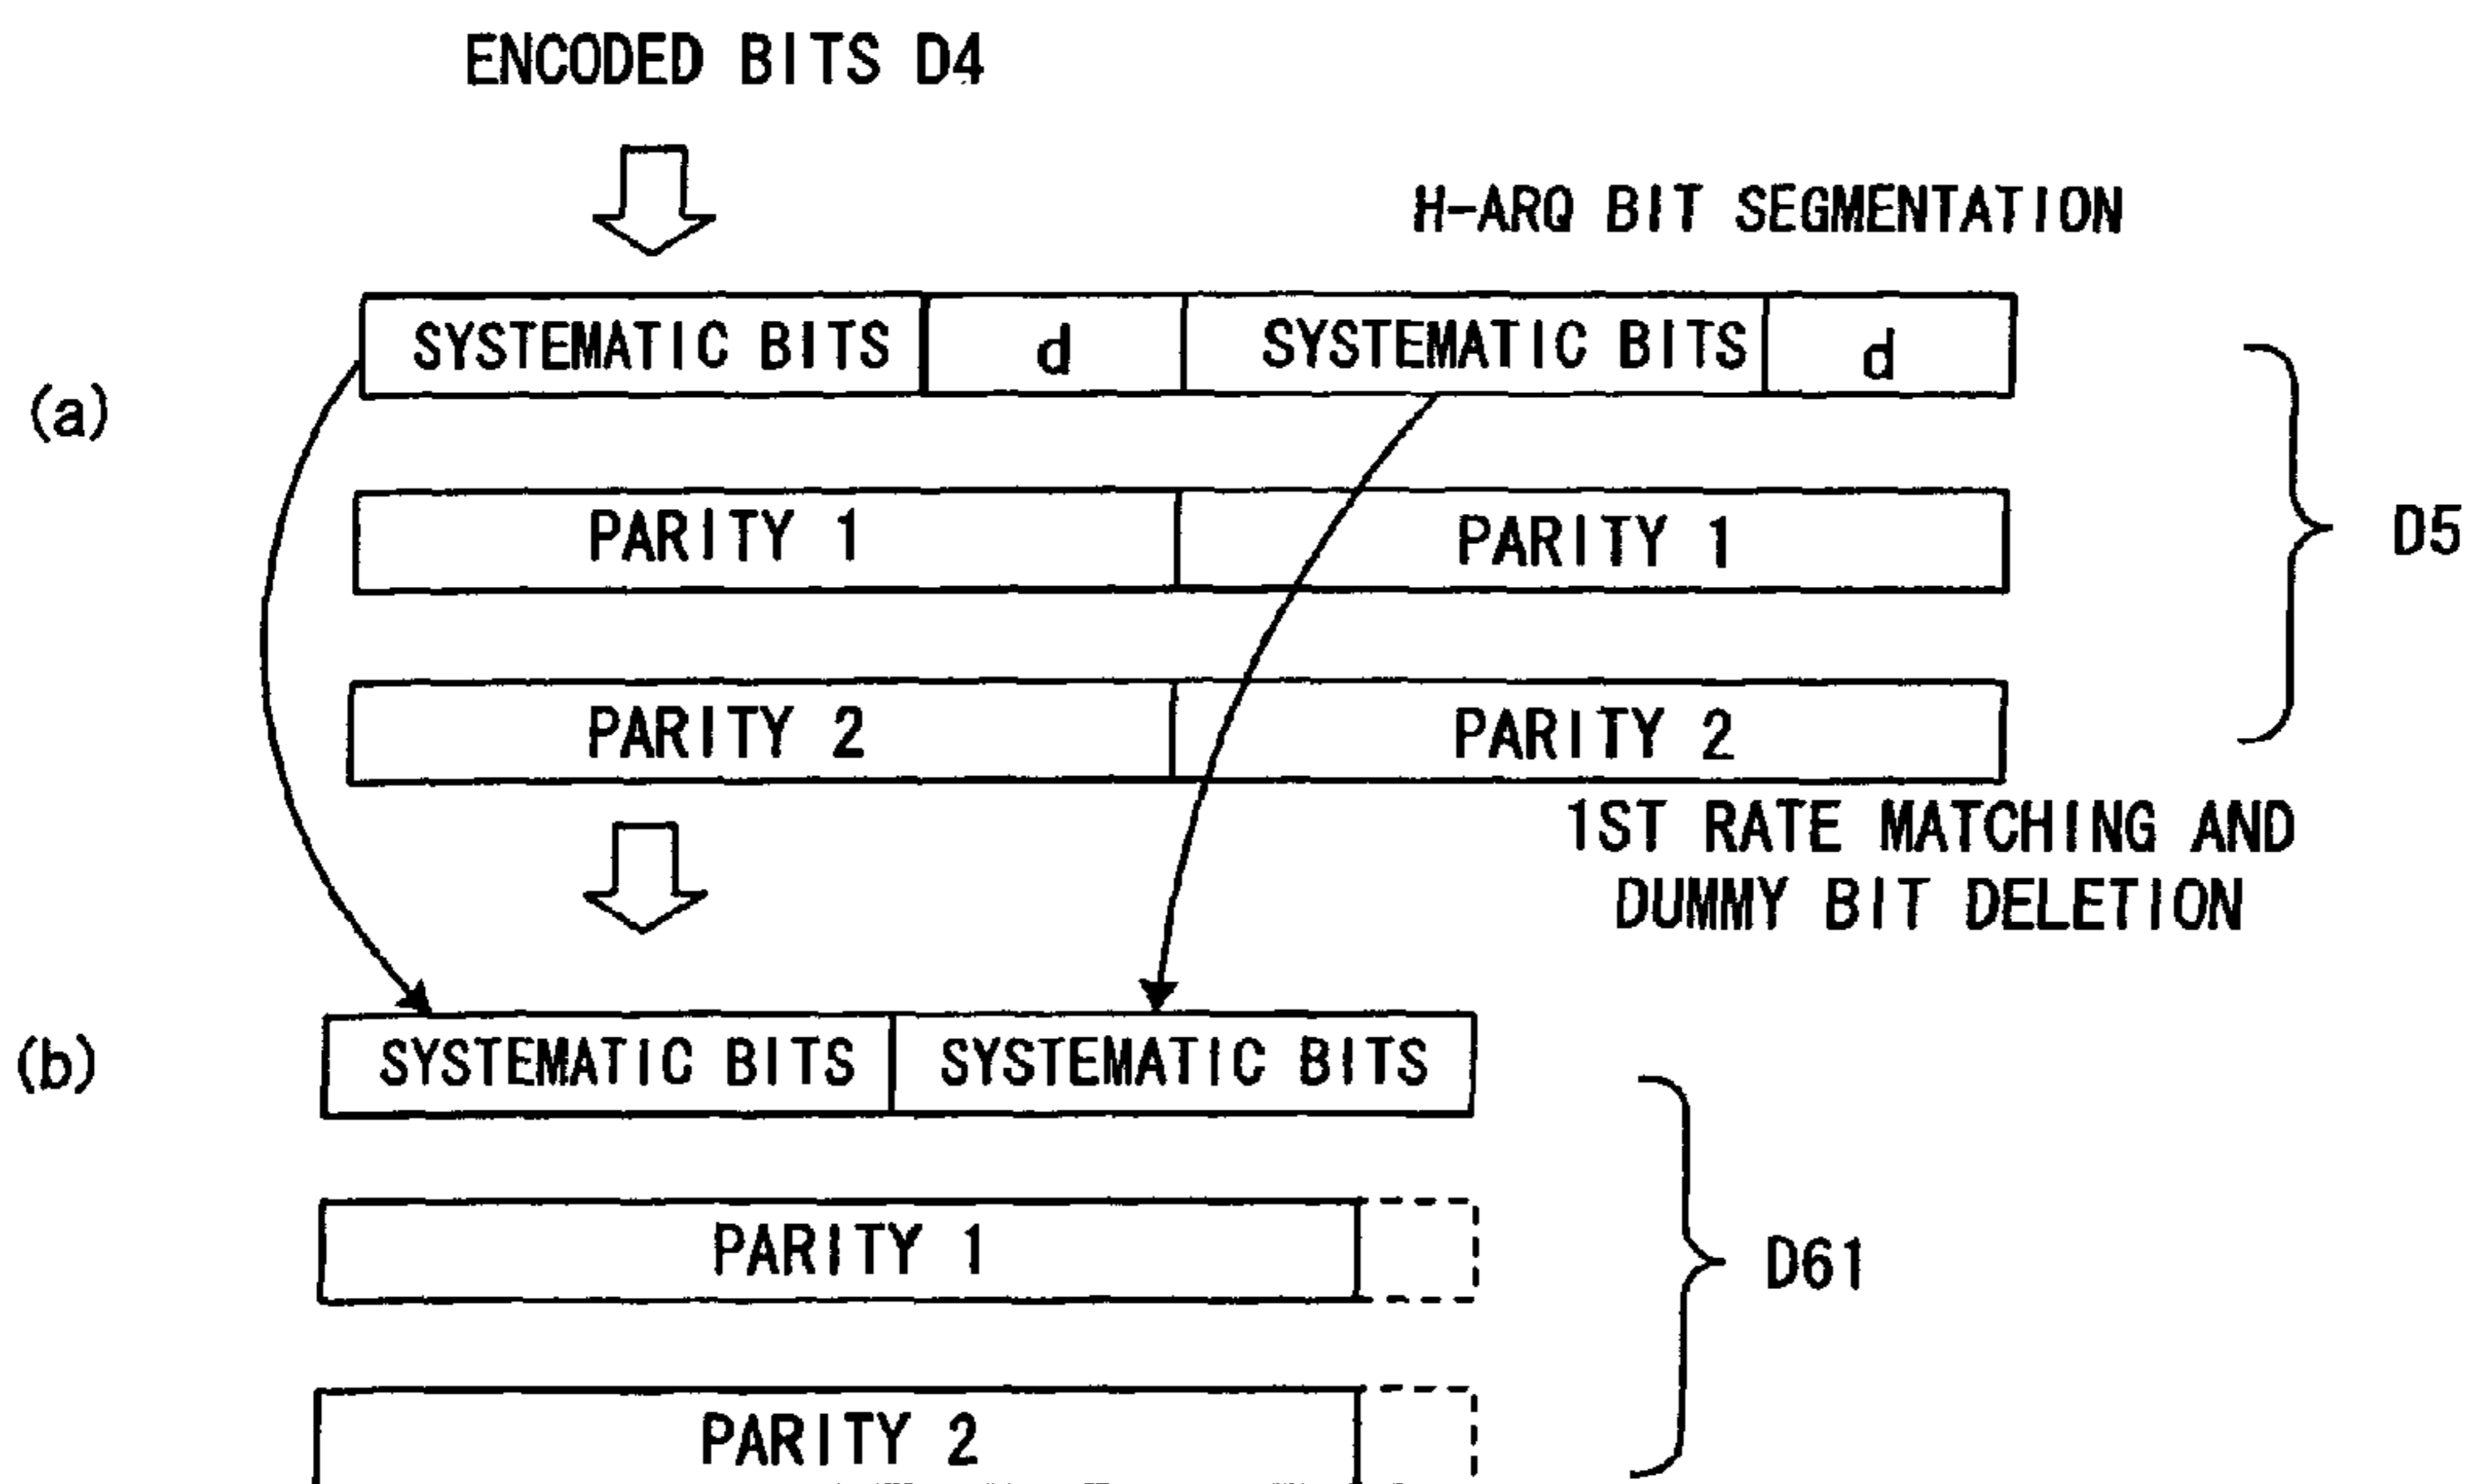 ENCODED BITS D4
H-ARQ BIT SEGMENTATION
SYSTEMATIC BITS d SYSTEMATIC BITS d
(a)
PARITY 1 PARITY 1
D5
PARITY 2 PARITY 2
1ST RATE MATCHING AND
DUMMY BIT DELETION
(b) SYSTEMATIC BITS SYSTEMATIC BITS
PARITY 1
D61
PARITY 2